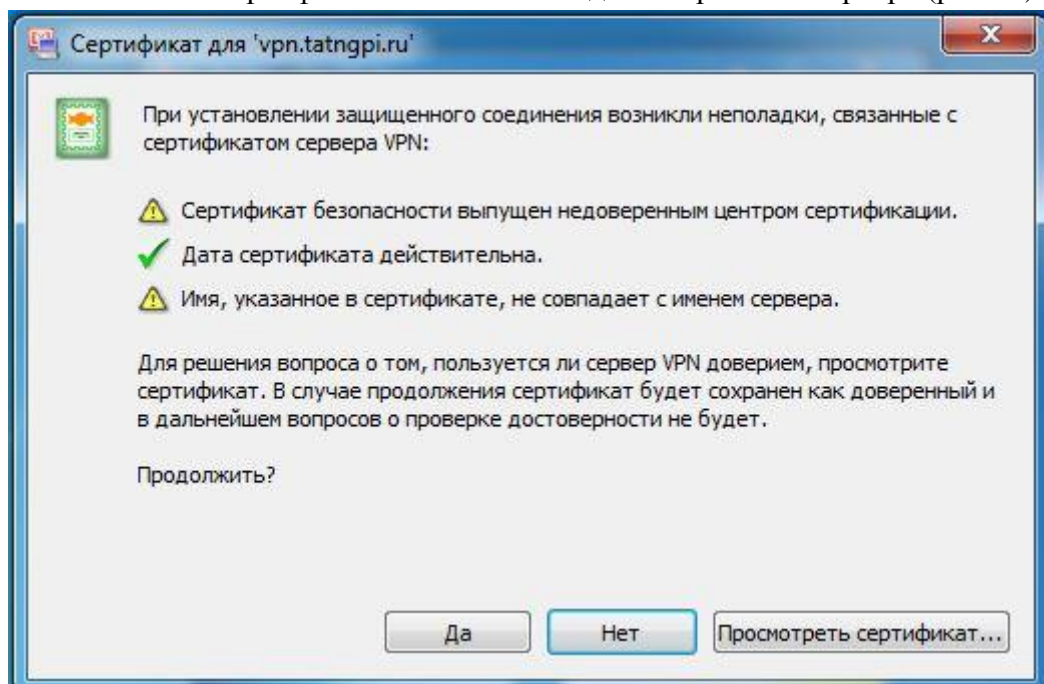 Сертификат для 'vpn.tatngpi.ru'
При установлении защищенного соединения возникли неполадки, связанные с
сертификатом сервера VPN:
Сертификат безопасности выпущен недоверенным центром сертификации.
Дата сертификата действительна.
Имя, указанное в сертификате, не совпадает с именем сервера.
Для решения вопроса о том, пользуется ли сервер VPN доверием, просмотрите
сертификат. В случае продолжения сертификат будет сохранен как доверенный и
в дальнейшем вопросов о проверке достоверности не будет.
Продолжить?
Да
Нет
Просмотреть сертификат...